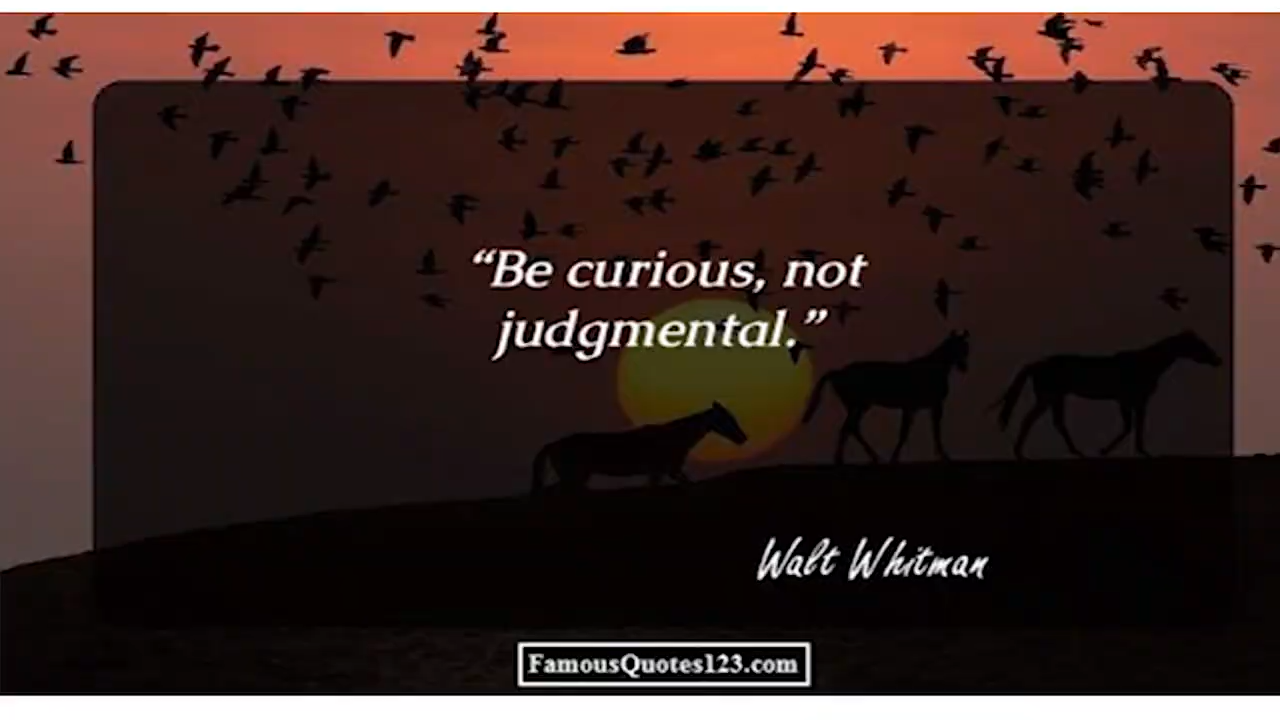 “Be curious, not
judgmental.”
Walt Whitman
FamousQuotes123.com